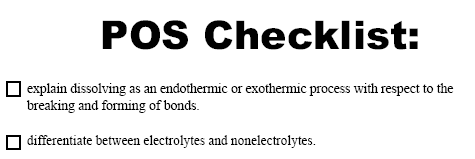 POS Checklist:
explain dissolving as an endothermic or exothermic process with respect to the
breaking and forming of bonds.
differentiate between electrolytes and nonelectrolytes.